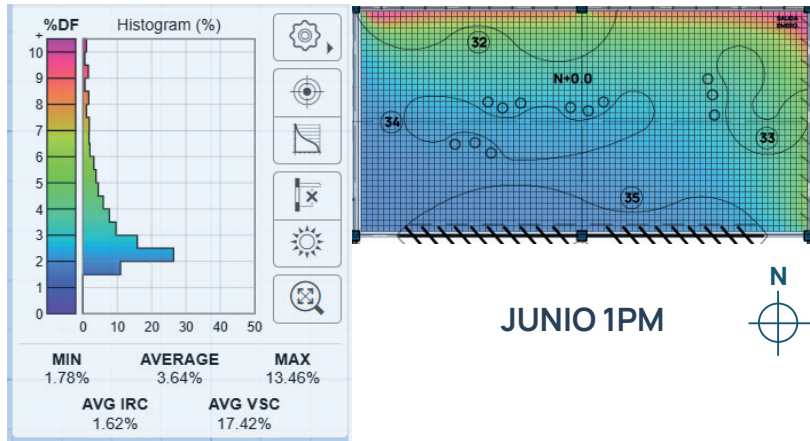 %DF
Histogram (%)
+
10
9
8
7
6
5
4
3
2
1
0
0 10 20 30 40 50
MIN AVERAGE MAX
1.78% 3.64% 13.46%
AVG IRC AVG VSC
1.62% 17.42%
SALIDA
EMERG.
32
N+0.0
34
33
35
JUNIO 1PM
N